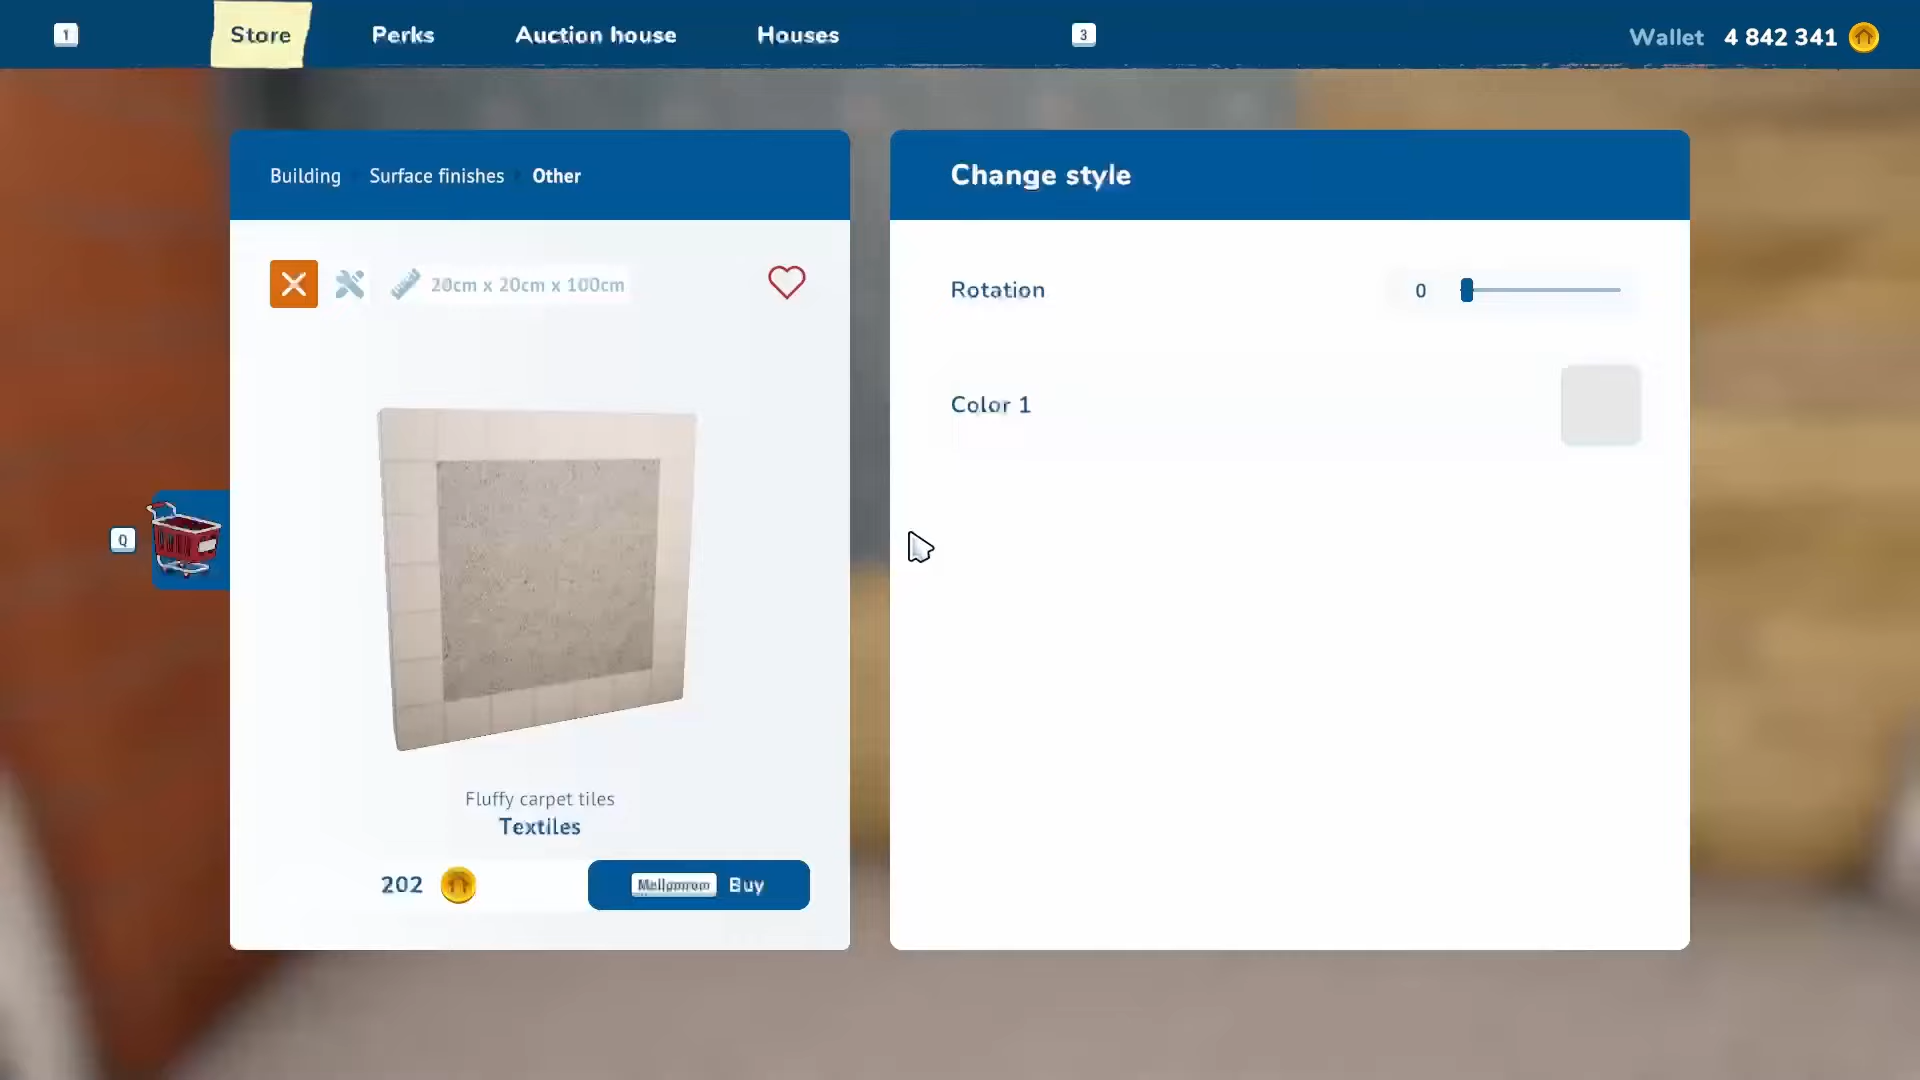 1
Store
Perks
Auction house
Houses
3
Wallet 4 842 341
Building
Surface finishes
Other
20cm x 20cm x 100cm
Change style
Rotation
0
Color 1
Q
Fluffy carpet tiles
Textiles
202
Mellomrom
Buy